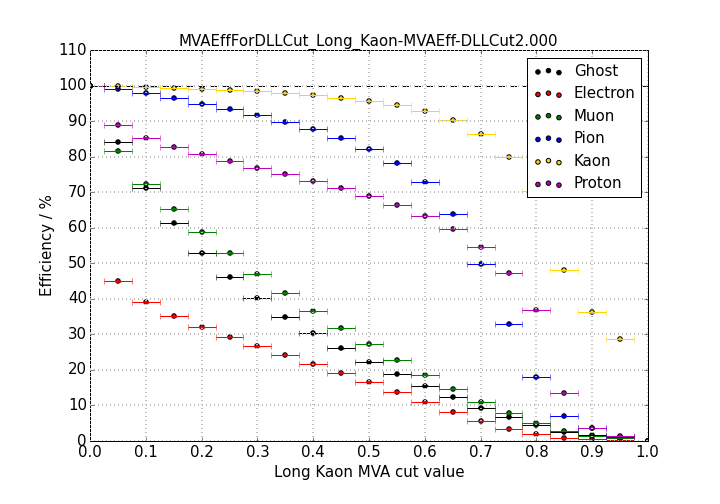 MVAEffForDLLCut_Long_Kaon-MVAEff-DLLCut2.000
110
100
90
80
70
60
50
40
30
20
10
0
Efficiency / %
Ghost
Electron
Muon
Pion
Kaon
Proton
0.0 0.1 0.2 0.3 0.4 0.5 0.6 0.7 0.8 0.9 1.0
Long Kaon MVA cut value